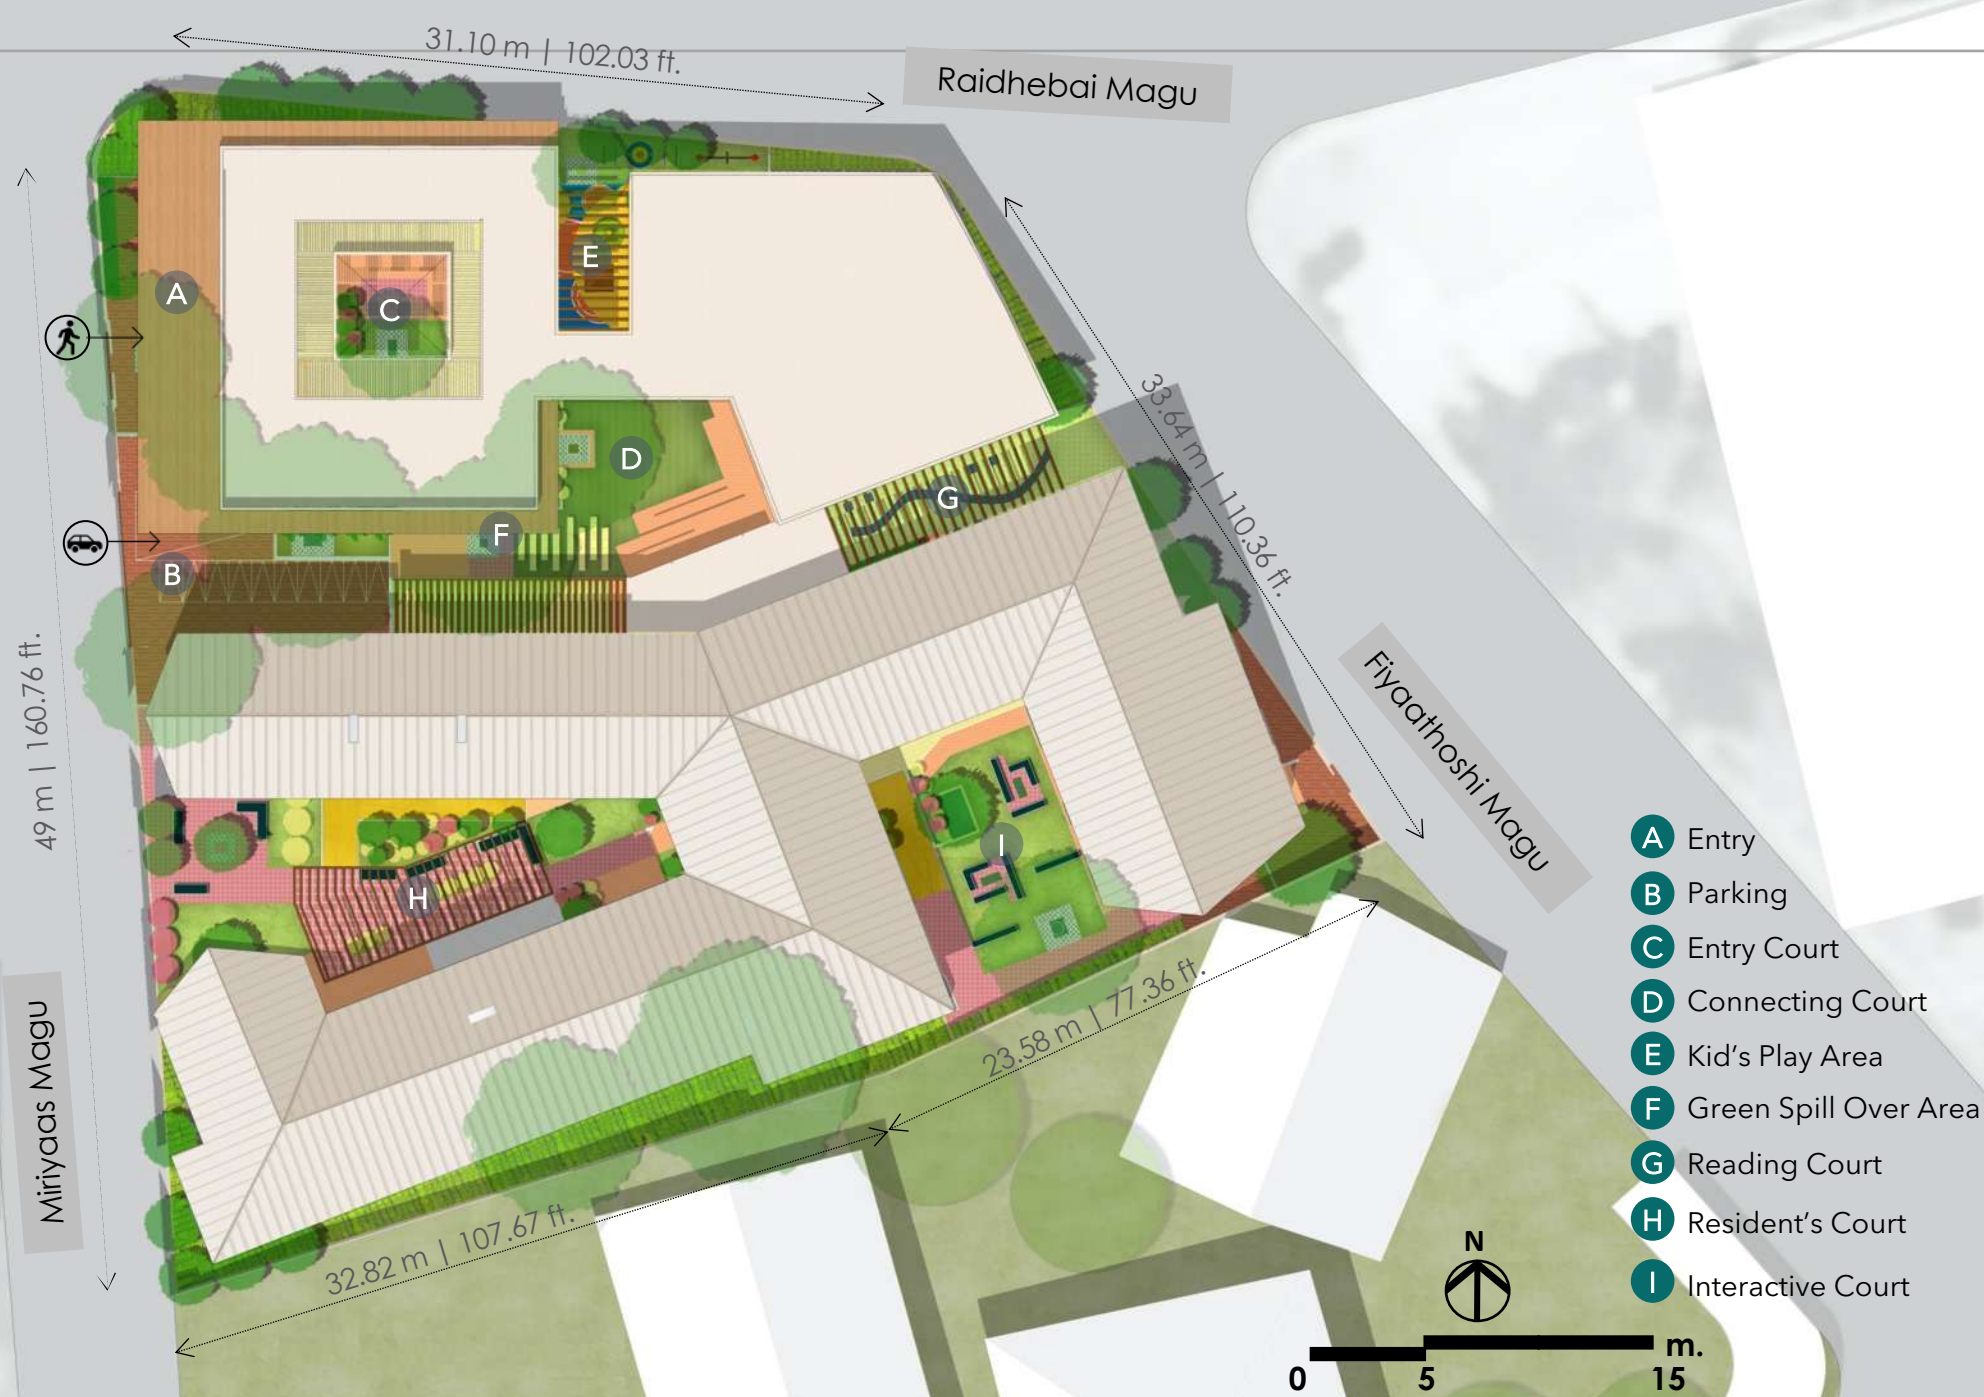 31.10 m | 102.03 ft.
Raidhebai Magu
A
C
E
D
G
F
B
H
I
33.64 m | 110.36 ft.
Fiyaathoshi Magu
49 m | 160.76 ft.
Miriyaas Magu
23.58 m | 77.36 ft.
32.82 m | 107.67 ft.
A Entry
B Parking
C Entry Court
D Connecting Court
E Kid's Play Area
F Green Spill Over Area
G Reading Court
H Resident's Court
I Interactive Court
N
m.
0 5 15